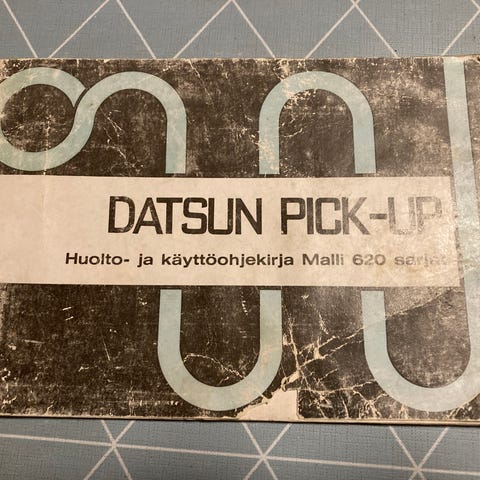 DATSUN PICK-UP
Huolto- ja käyttöohjekirja Malli 620